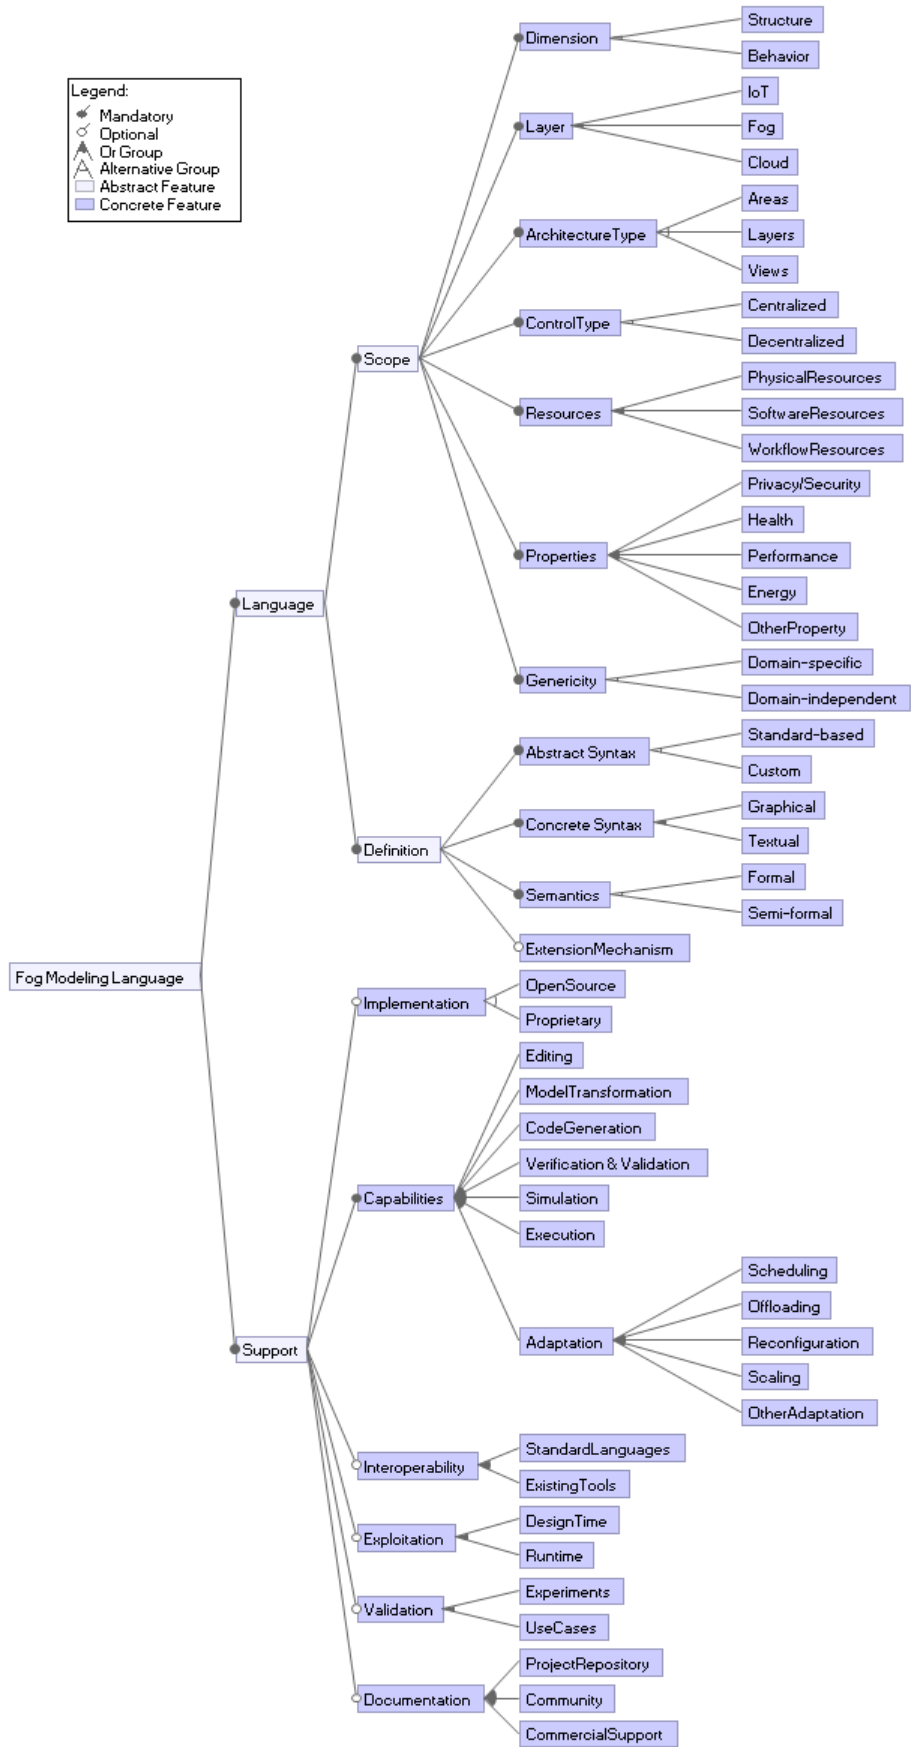 Legend:
Mandatory
Optional
Or Group
Alternative Group
Abstract Feature
Concrete Feature
Fog Modeling Language
Language
Scope
Dimension
Structure
Behavior
Layer
IoT
Fog
Cloud
ArchitectureType
Areas
Layers
Views
ControlType
Centralized
Decentralized
Resources
PhysicalResources
SoftwareResources
WorkflowResources
Properties
Privacy/Security
Health
Performance
Energy
OtherProperty
Genericity
Domain-specific
Domain-independent
Definition
Abstract Syntax
Standard-based
Custom
Concrete Syntax
Graphical
Textual
Semantics
Formal
Semi-formal
ExtensionMechanism
Support
Implementation
OpenSource
Proprietary
Capabilities
Editing
ModelTransformation
CodeGeneration
Verification & Validation
Simulation
Execution
Adaptation
Scheduling
Offloading
Reconfiguration
Scaling
OtherAdaptation
Interoperability
StandardLanguages
ExistingTools
Exploitation
DesignTime
Runtime
Validation
Experiments
UseCases
Documentation
ProjectRepository
Community
CommercialSupport